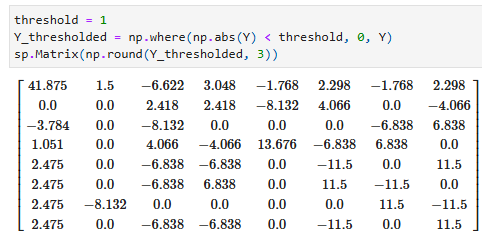 threshold = 1
Y_thresholded = np.where(np.abs(Y) < threshold, 0, Y)
sp.Matrix(np.round(Y_thresholded, 3))
41.875 1.5 −6.622 3.048 −1.768 2.298 −1.768 2.298
0.0 0.0 2.418 2.418 −8.132 4.066 0.0 −4.066
−3.784 0.0 −8.132 0.0 0.0 0.0 −6.838 6.838
1.051 0.0 4.066 −4.066 13.676 −6.838 6.838 0.0
2.475 0.0 −6.838 −6.838 0.0 −11.5 0.0 11.5
2.475 0.0 −6.838 6.838 0.0 11.5 −11.5 0.0
2.475 −8.132 0.0 0.0 0.0 0.0 11.5 −11.5
2.475 0.0 −6.838 −6.838 0.0 −11.5 0.0 11.5